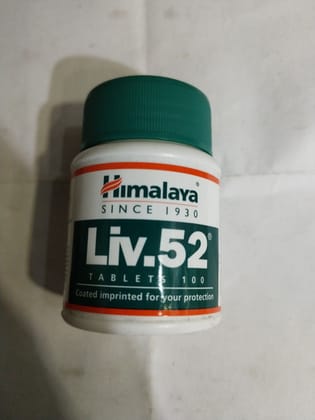 Himalaya®
SINCE 1930
Liv.52®
TABLETS 100
Coated imprinted for your protection